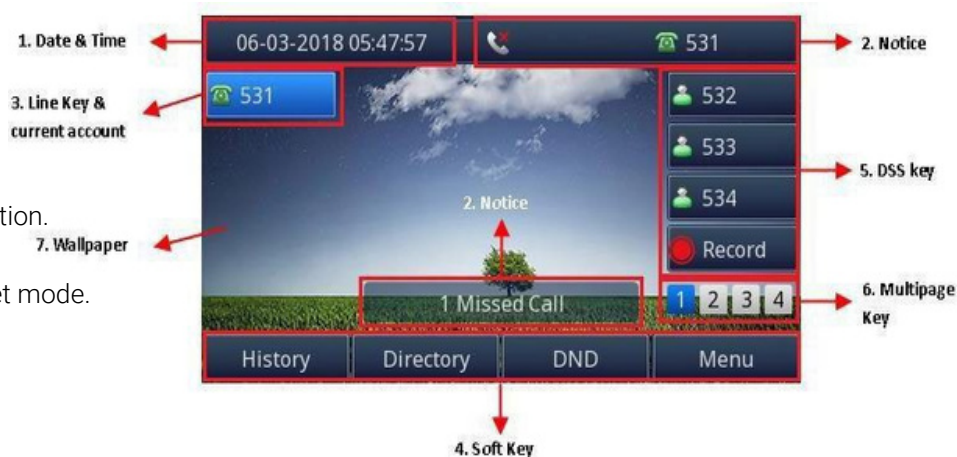 1. Date & Time
06-03-2018 05:47:57
531
2. Notice
3. Line Key &
current account
531
532
533
534
Record
5. DSS key
tion.
7. Wallpaper
2. Notice
et mode.
1 Missed Call
1 2 3 4
6. Multipage
Key
History Directory DND Menu
4. Soft Key